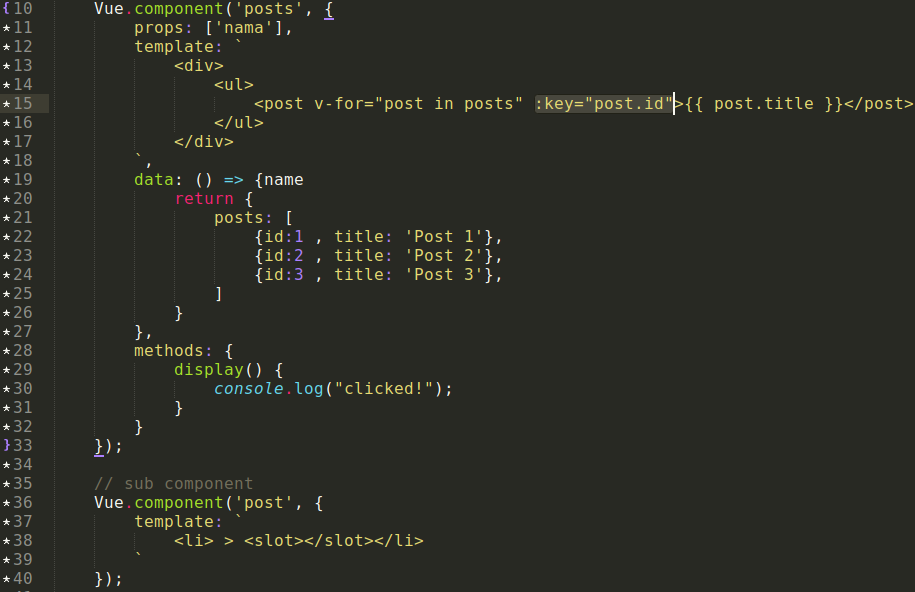 {10 Vue.component('posts', {
*11 props: ['nama'],
*12 template: `
*13 <div>
*14 <ul>
*15 <post v-for="post in posts" :key="post.id">{{ post.title }}</post>
*16 </ul>
*17 </div>
*18 `,
*19 data: () => {name
*20 return {
*21 posts: [
*22 {id:1 , title: 'Post 1'},
*23 {id:2 , title: 'Post 2'},
*24 {id:3 , title: 'Post 3'},
*25 ]
*26 }
*27 },
*28 methods: {
*29 display() {
*30 console.log("clicked!");
*31 }
*32 }
}33 });
*34
*35 // sub component
*36 Vue.component('post', {
*37 template: `
*38 <li> > <slot></slot></li>
*39 `
*40 });